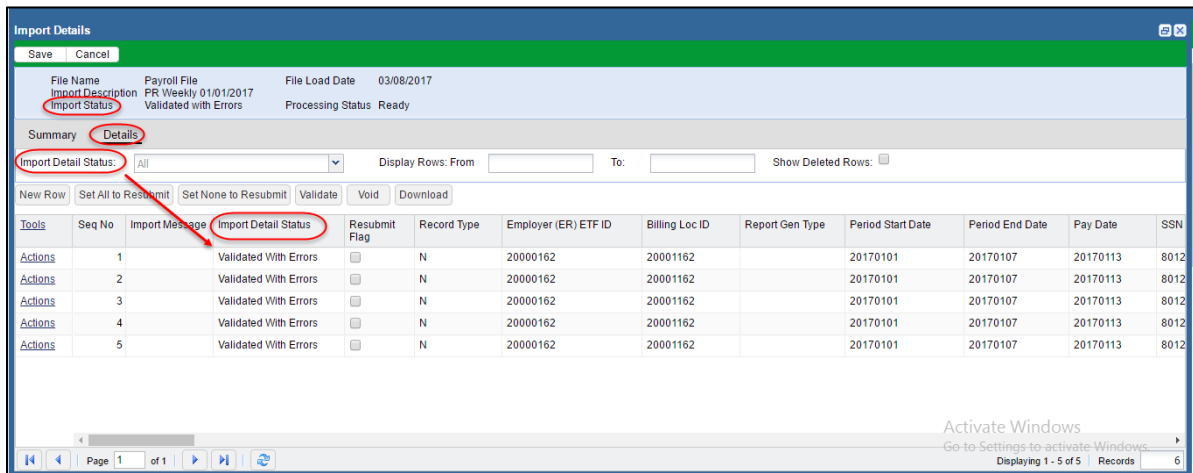 Import Details
Save Cancel
File Name Payroll File File Load Date 03/08/2017
Import Description PR Weekly 01/01/2017
Import Status Validated with Errors Processing Status Ready
Summary Details
Import Detail Status: All Display Rows: From To: Show Deleted Rows:
New Row Set All to Resubmit Set None to Resubmit Validate Void Download
Tools Seq No Import Message Import Detail Status Resubmit Flag Record Type Employer (ER) ETF ID Billing Loc ID Report Gen Type Period Start Date Period End Date Pay Date SSN
Actions 1 Validated With Errors N 20000162 20001162 20170101 20170107 20170113 8012
Actions 2 Validated With Errors N 20000162 20001162 20170101 20170107 20170113 8012
Actions 3 Validated With Errors N 20000162 20001162 20170101 20170107 20170113 8012
Actions 4 Validated With Errors N 20000162 20001162 20170101 20170107 20170113 8012
Actions 5 Validated With Errors N 20000162 20001162 20170101 20170107 20170113 8012
Activate Windows
Go to Settings to activate Windows.
Page 1 of 1 Displaying 1 - 5 of 5 Records 6